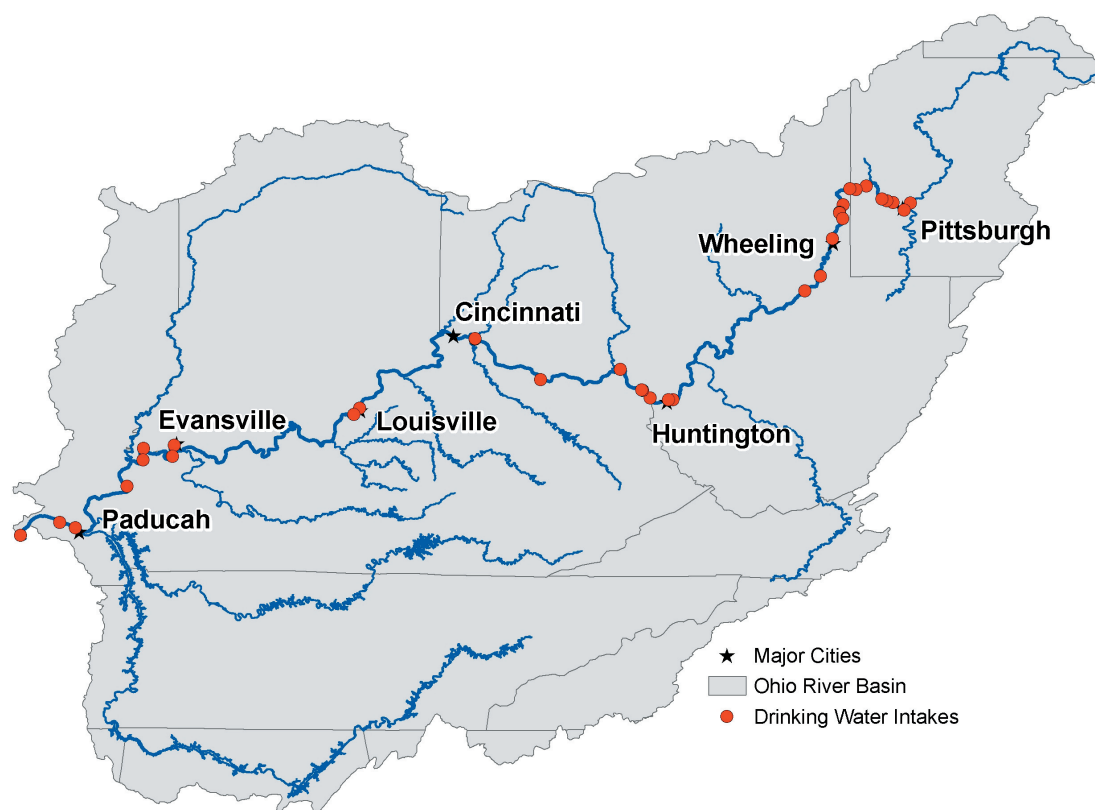 Pittsburgh
Wheeling
Cincinnati
Evansville
Louisville
Huntington
Paducah
Major Cities
Ohio River Basin
Drinking Water Intakes